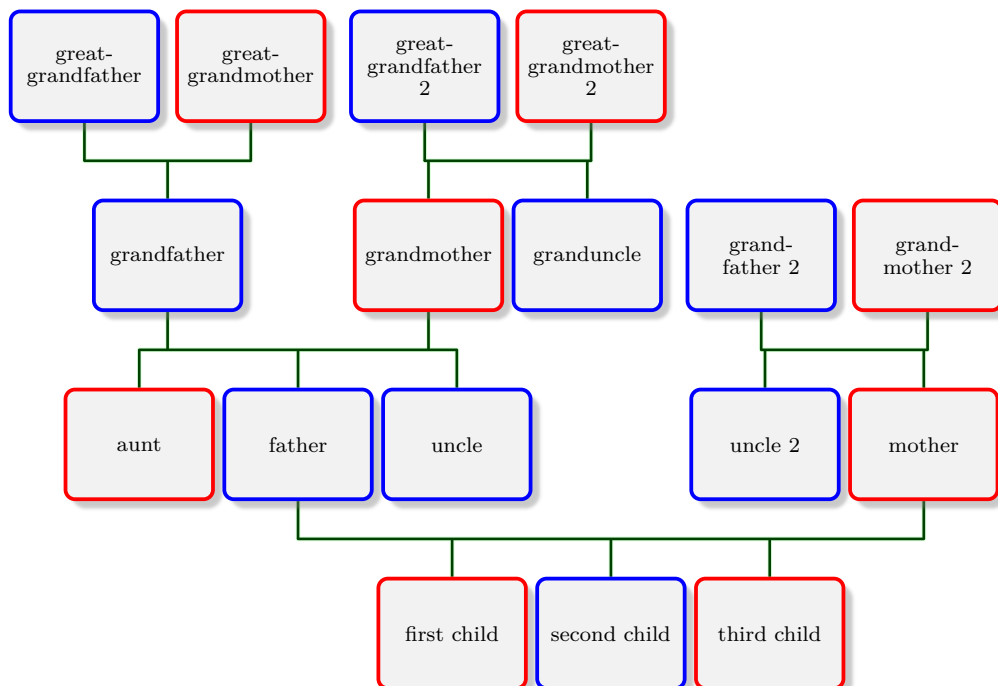 great-
grandfather
great-
grandmother
great-
grandfather
2
great-
grandmother
2
grandfather
grandmother
granduncle
grand-
father 2
grand-
mother 2
aunt
father
uncle
uncle 2
mother
first child
second child
third child